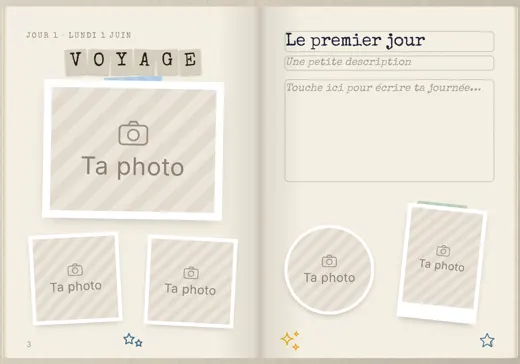 JOUR 1 · LUNDI 1 JUIN
VOYAGE
Ta photo
Ta photo
Ta photo
3
Le premier jour
Une petite description
Touche ici pour écrire ta journée...
Ta photo
Ta photo